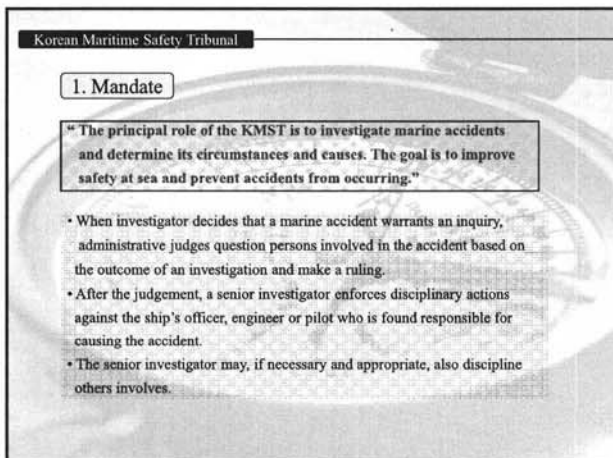 Korean Maritime Safety Tribunal
1. Mandate
“ The principal role of the KMST is to investigate marine accidents
and determine its circumstances and causes. The goal is to improve
safety at sea and prevent accidents from occurring.”
• When investigator decides that a marine accident warrants an inquiry,
administrative judges question persons involved in the accident based on
the outcome of an investigation and make a ruling.
• After the judgement, a senior investigator enforces disciplinary actions
against the ship’s officer, engineer or pilot who is found responsible for
causing the accident.
• The senior investigator may, if necessary and appropriate, also discipline
others involves.